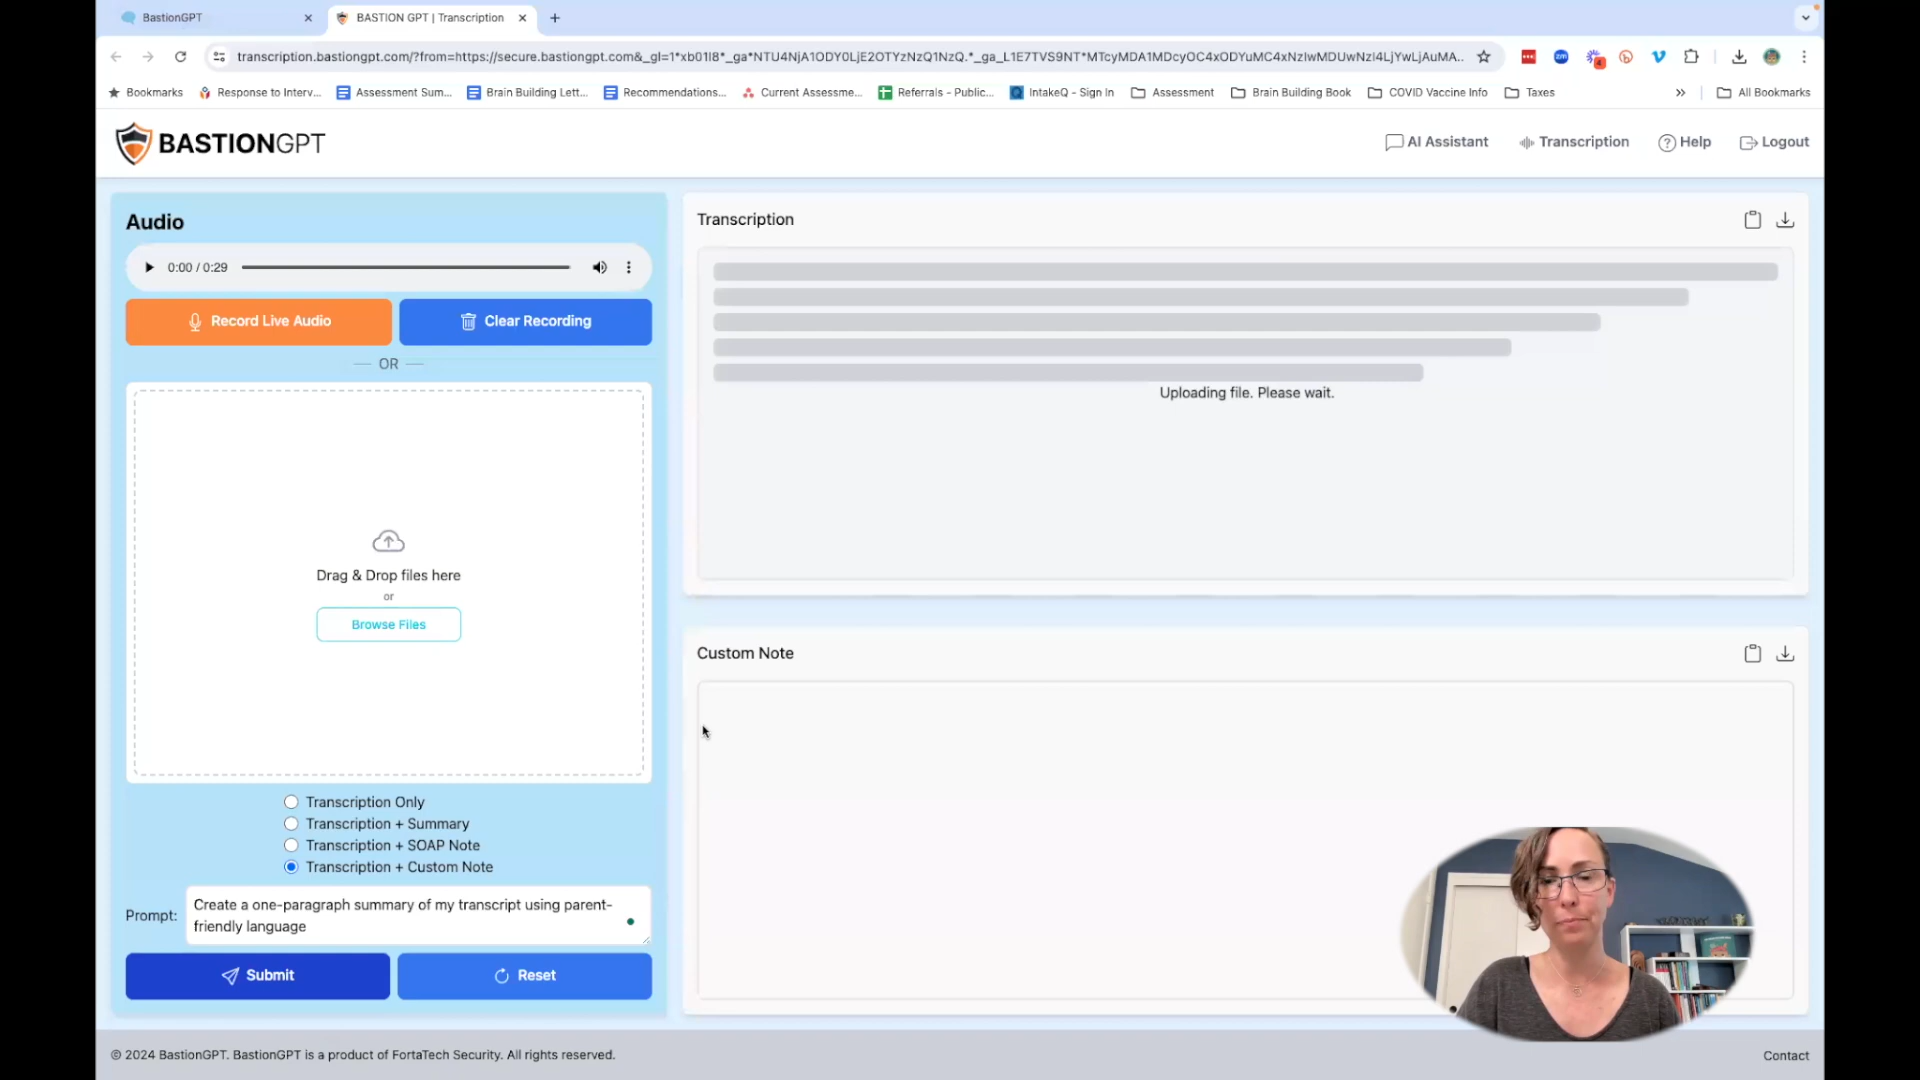 BastionGPT
BASTION GPT | Transcription
transcription.bastiongpt.com/?from=https://secure.bastiongpt.com&_gl=1*xb01l8*_ga*NTU4NjA1ODY0LjE2OTYzNzQ1NzQ.*_ga_L1E7TVS9NT*MTcyMDA1MDcyOC4xODYuMC4xNzIwMDUwNzI4LjYwLjAuMA..
Bookmarks
Response to Interv...
Assessment Sum...
Brain Building Lett...
Recommendations...
Current Assessme...
Referrals - Public...
IntakeQ - Sign In
Assessment
Brain Building Book
COVID Vaccine Info
Taxes
All Bookmarks
BASTIONGPT
AI Assistant
Transcription
Help
Logout
Audio
0:00 / 0:29
Record Live Audio
Clear Recording
OR
Drag & Drop files here
or
Browse Files
Transcription Only
Transcription + Summary
Transcription + SOAP Note
Transcription + Custom Note
Prompt:
Create a one-paragraph summary of my transcript using parent-
friendly language
Submit
Reset
Transcription
Uploading file. Please wait.
Custom Note
© 2024 BastionGPT. BastionGPT is a product of FortaTech Security. All rights reserved.
Contact